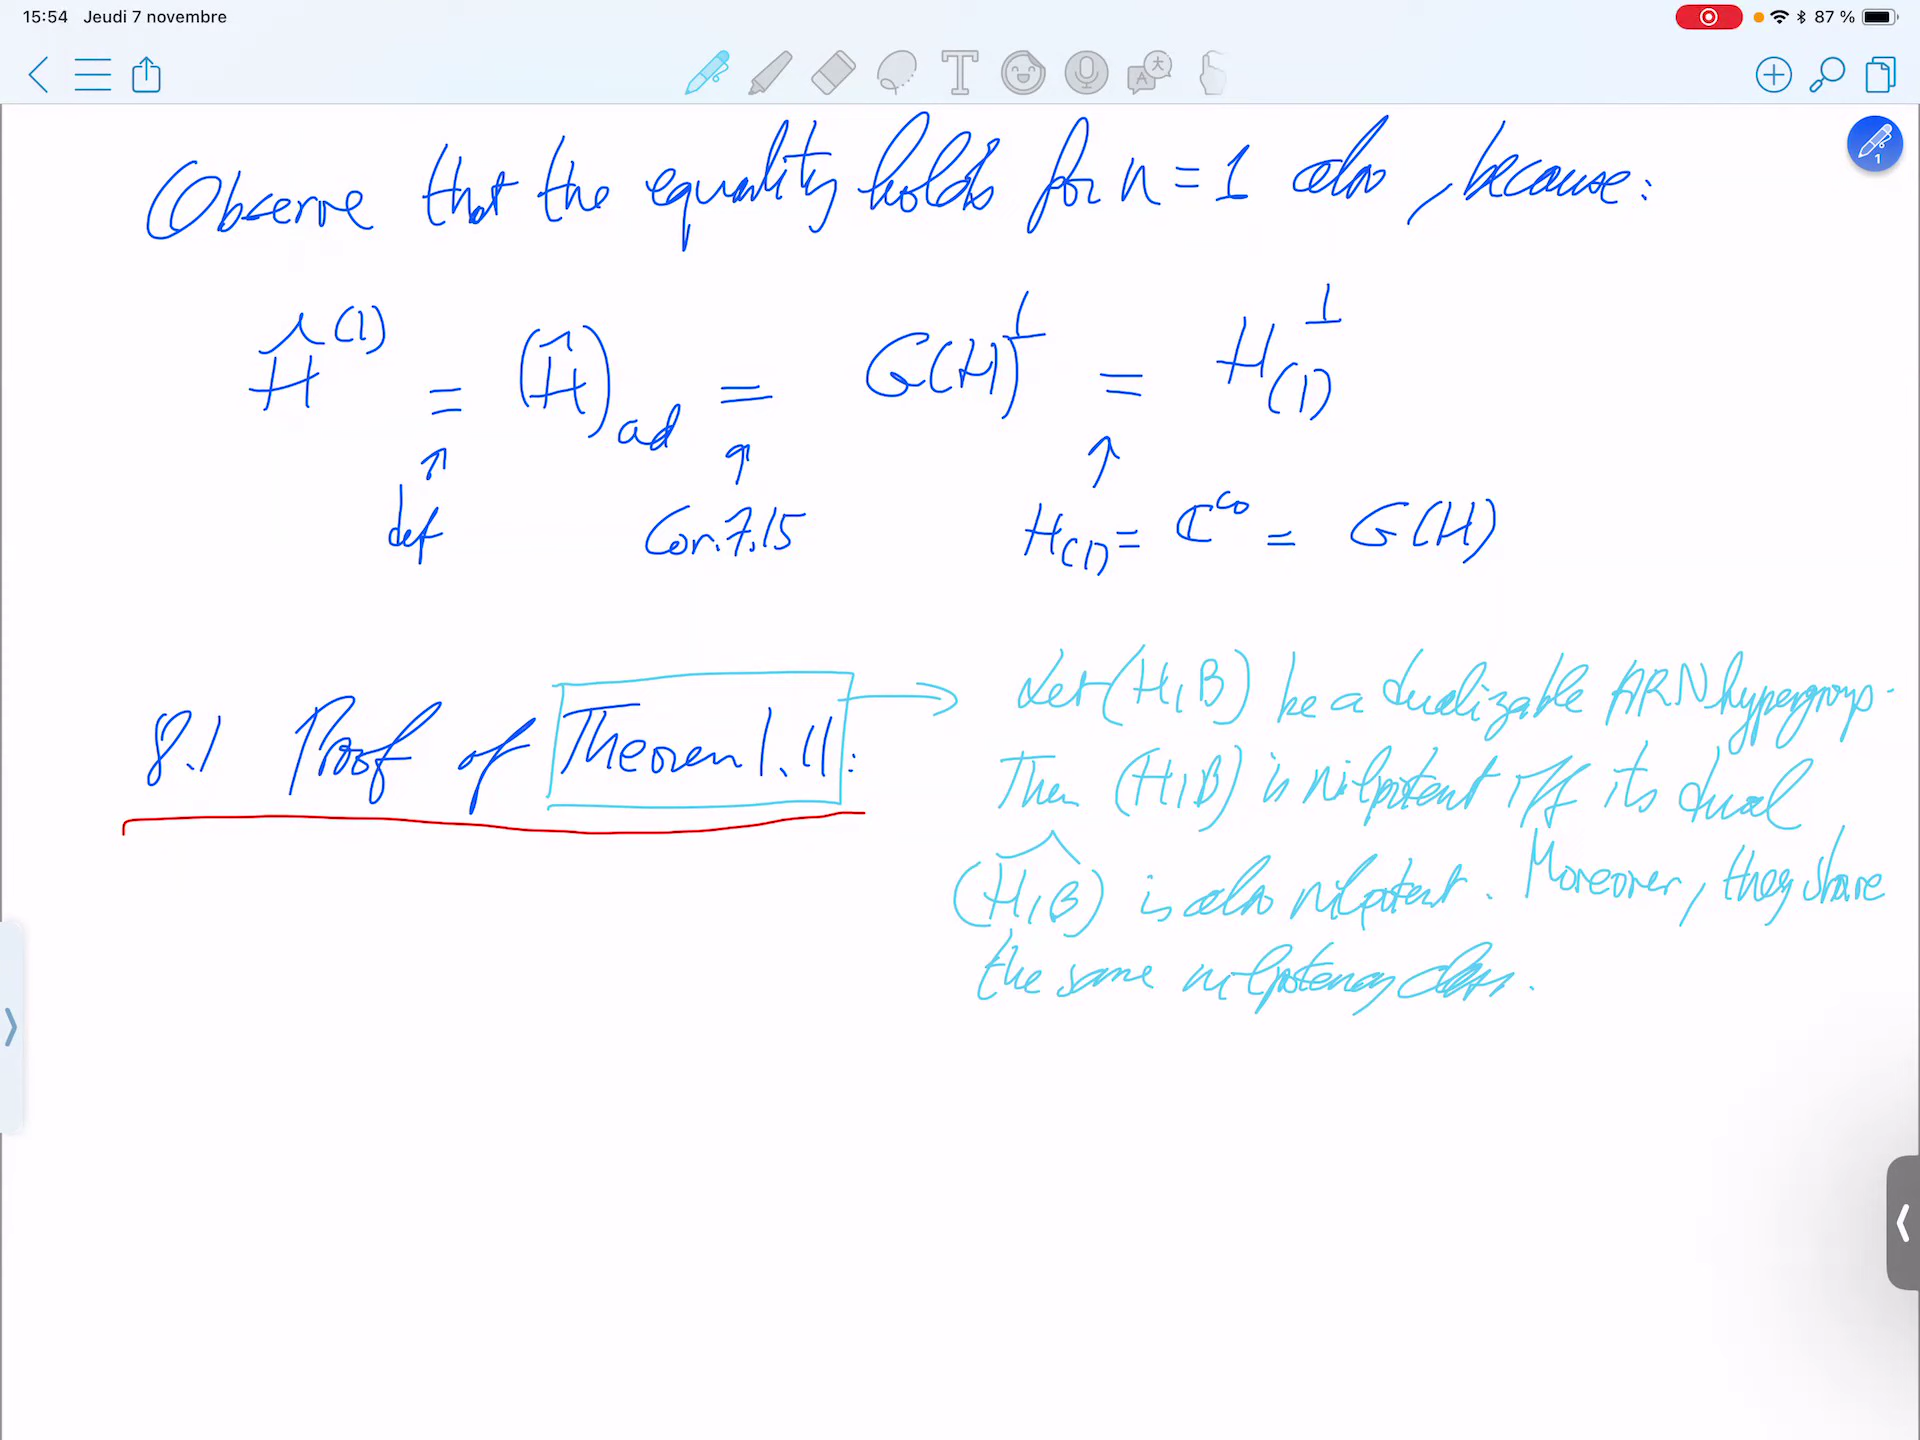 15:54 Jeudi 7 novembre
87 %
Observe that the equality holds for n = 1 also, because:
Ĥ^(1) = (Ĥ)_ad = G(H)^⊥ = H_(1)^⊥
↑ ↑ ↑
def Cor. 7.15 H_(1) = ℂ^co = G(H)
8.1 Proof of Theorem 1.11: → Let (H, B) be a dualizable ARN hypergroup.
Then (H, B) is nilpotent iff its dual
(Ĥ, B) is also nilpotent. Moreover, they share
the same nilpotency class.